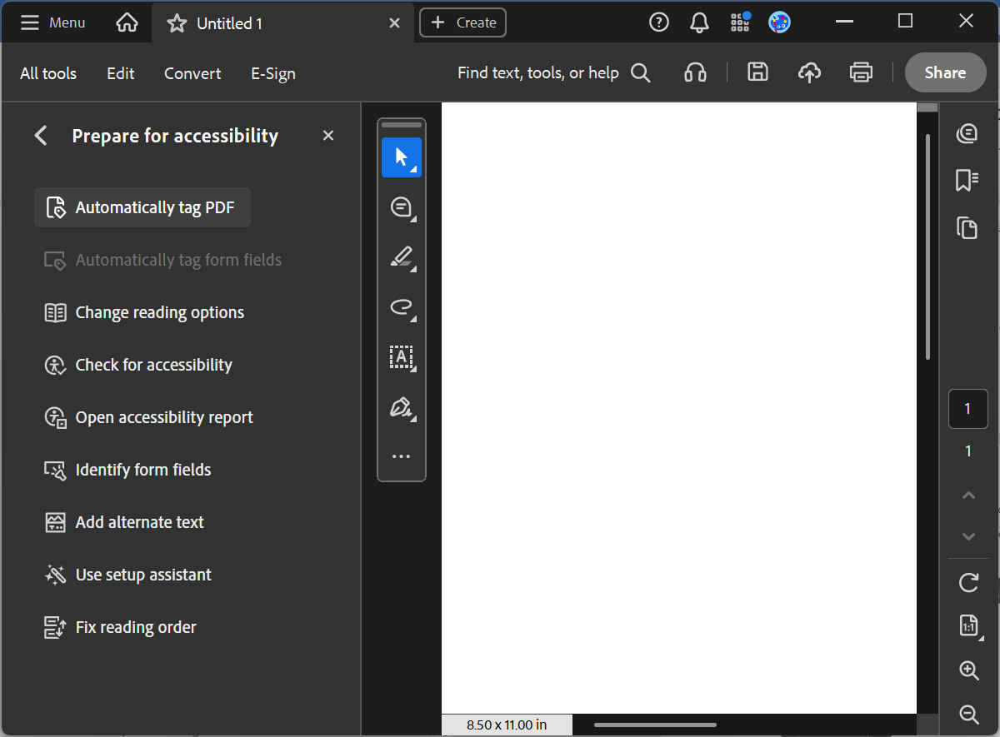 Menu
Untitled 1
Create
All tools
Edit
Convert
E-Sign
Find text, tools, or help
Share
Prepare for accessibility
Automatically tag PDF
Automatically tag form fields
Change reading options
Check for accessibility
Open accessibility report
Identify form fields
Add alternate text
Use setup assistant
Fix reading order
A
1
1
1:1
8.50 x 11.00 in